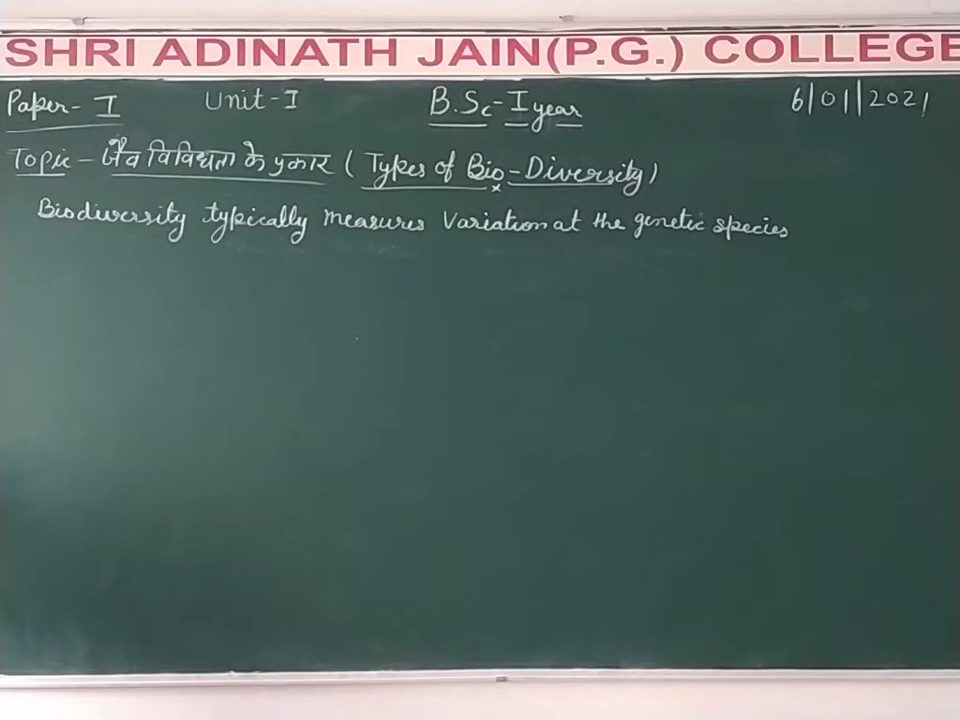 SHRI ADINATH JAIN(P.G.) COLLEGE
Paper - I Unit - I B.Sc - I year 6/01/2021
Topic - जैव विविधता के प्रकार ( Types of Bio - Diversity )
Biodiversity typically measures Variation at the genetic species